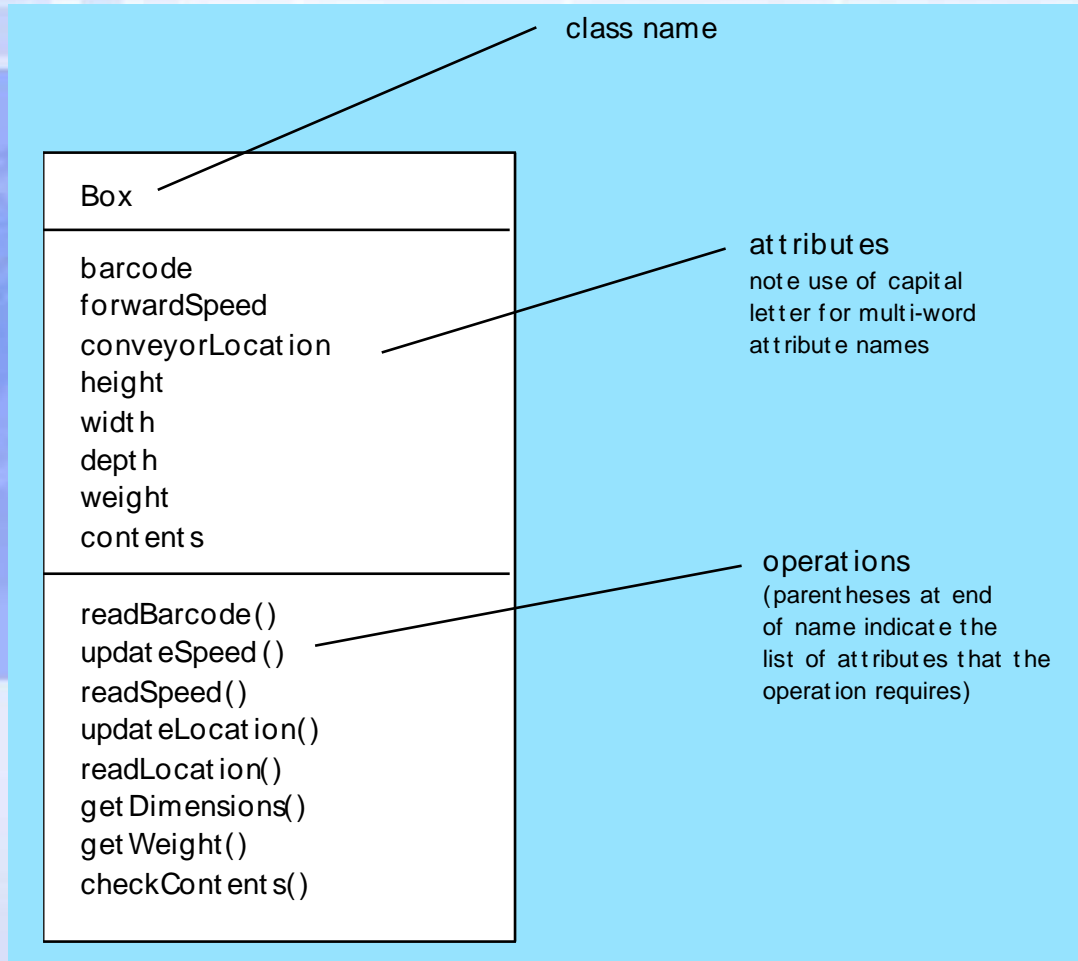 class name
Box
barcode
forwardSpeed
conveyorLocation
height
width
depth
weight
contents
attributes
note use of capital
letter for multi-word
attribute names
readBarcode()
updateSpeed()
readSpeed()
updateLocation()
readLocation()
getDimensions()
getWeight()
checkContents()
operations
(parentheses at end
of name indicate the
list of attributes that the
operation requires)